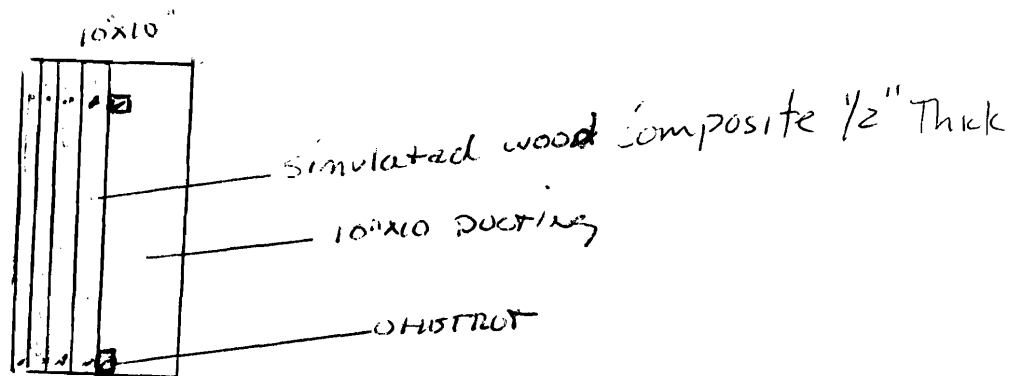 10"x10"
simulated wood composite 1/2" Thick
10"x10 DUCTING
UNISTRUT